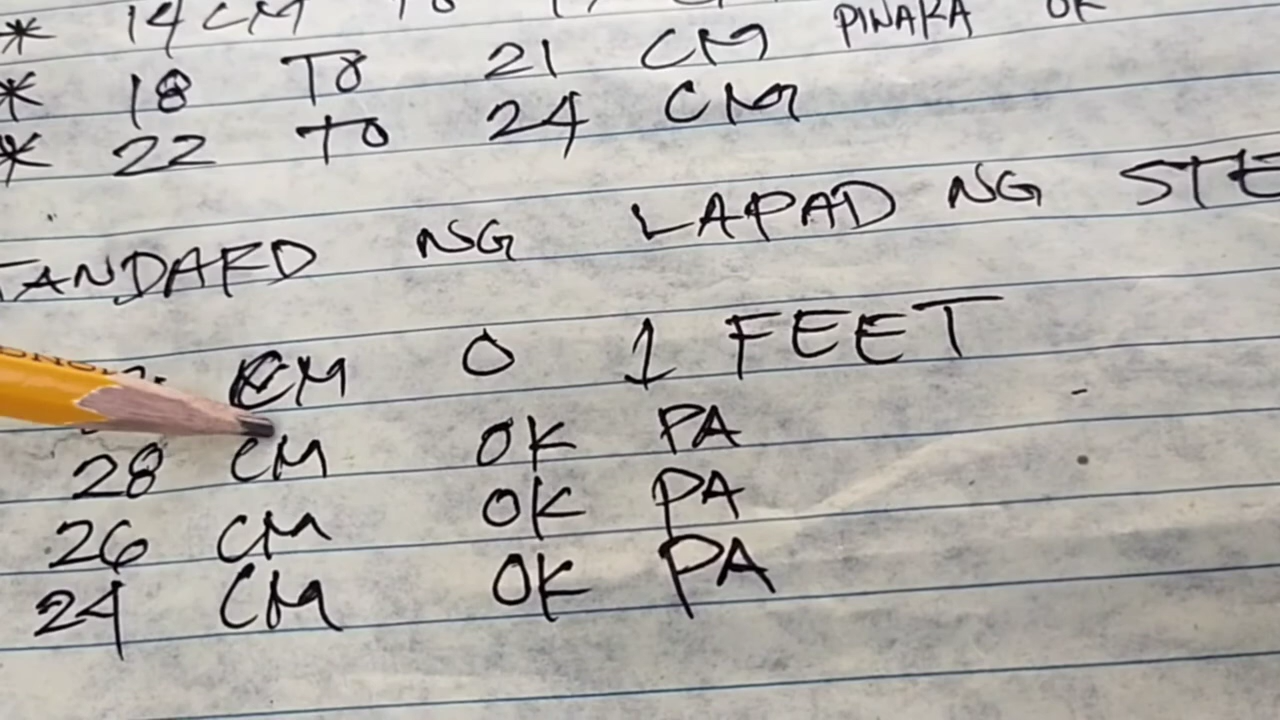 * 14 CM TO
* 18 TO 21 CM PINAKA OK
* 22 TO 24 CM
TANDARD NG LAPAD NG STE
CM O 1 FEET
28 CM OK PA
26 CM OK PA
24 CM OK PA